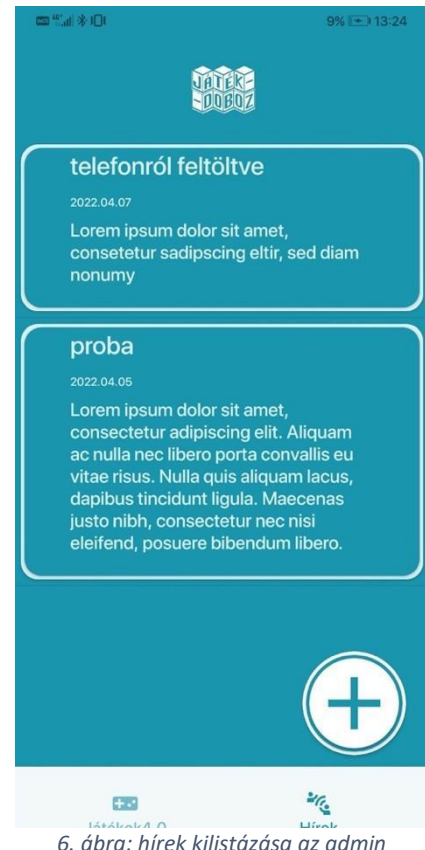 9% 13:24
JÁTÉK-
DOBOZ
telefonról feltöltve
2022.04.07
Lorem ipsum dolor sit amet,
consetetur sadipscing eltir, sed diam
nonumy
proba
2022.04.05
Lorem ipsum dolor sit amet,
consectetur adipiscing elit. Aliquam
ac nulla nec libero porta convallis eu
vitae risus. Nulla quis aliquam lacus,
dapibus tincidunt ligula. Maecenas
justo nibh, consectetur nec nisi
eleifend, posuere bibendum libero.
Játékok4.0 Hírek
6. ábra: hírek kilistázása az admin